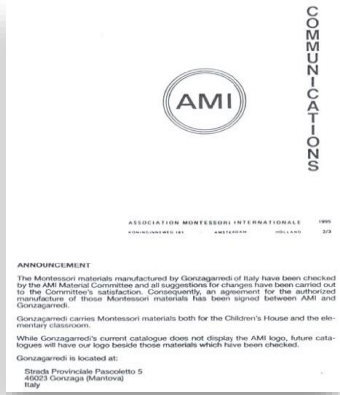 COMMUNICATIONS
AMI
ASSOCIATION MONTESSORI INTERNATIONALE 1995
KONINGINNEWEG 161 AMSTERDAM HOLLAND 2/3
ANNOUNCEMENT
The Montessori materials manufactured by Gonzagarredi of Italy have been checked
by the AMI Material Committee and all suggestions for changes have been carried out
to the Committee's satisfaction. Consequently, an agreement for the authorized
manufacture of those Montessori materials has been signed between AMI and
Gonzagarredi.
Gonzagarredi carries Montessori materials both for the Children's House and the ele-
mentary classroom.
While Gonzagarredi's current catalogue does not display the AMI logo, future cata-
logues will have our logo beside those materials which have been checked.
Gonzagarredi is located at:
Strada Provinciale Pascoletto 5
46023 Gonzaga (Mantova)
Italy